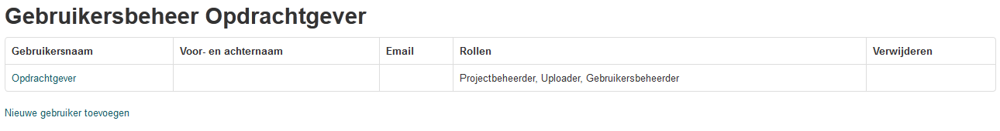 Gebruikersbeheer Opdrachtgever
Gebruikersnaam Voor- en achternaam Email Rollen Verwijderen
Opdrachtgever Projectbeheerder, Uploader, Gebruikersbeheerder
Nieuwe gebruiker toevoegen